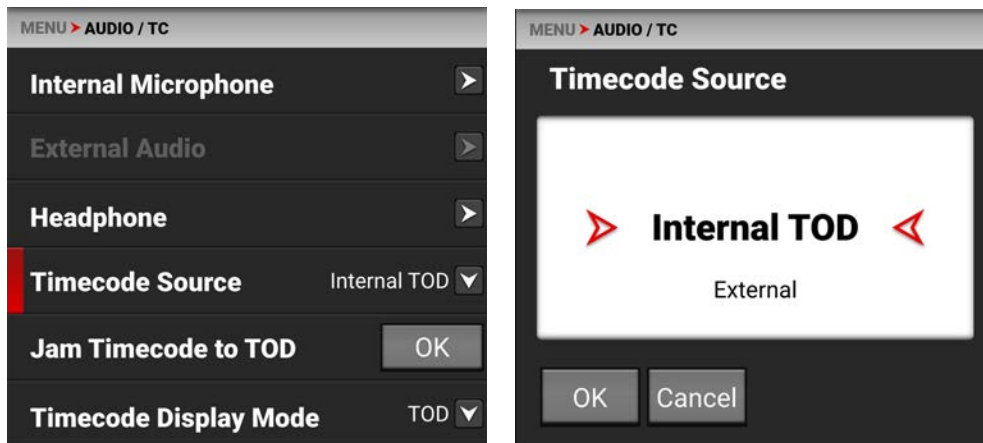 MENU > AUDIO / TC
Internal Microphone
External Audio
Headphone
Timecode Source Internal TOD
Jam Timecode to TOD OK
Timecode Display Mode TOD
MENU > AUDIO / TC
Timecode Source
Internal TOD
External
OK Cancel